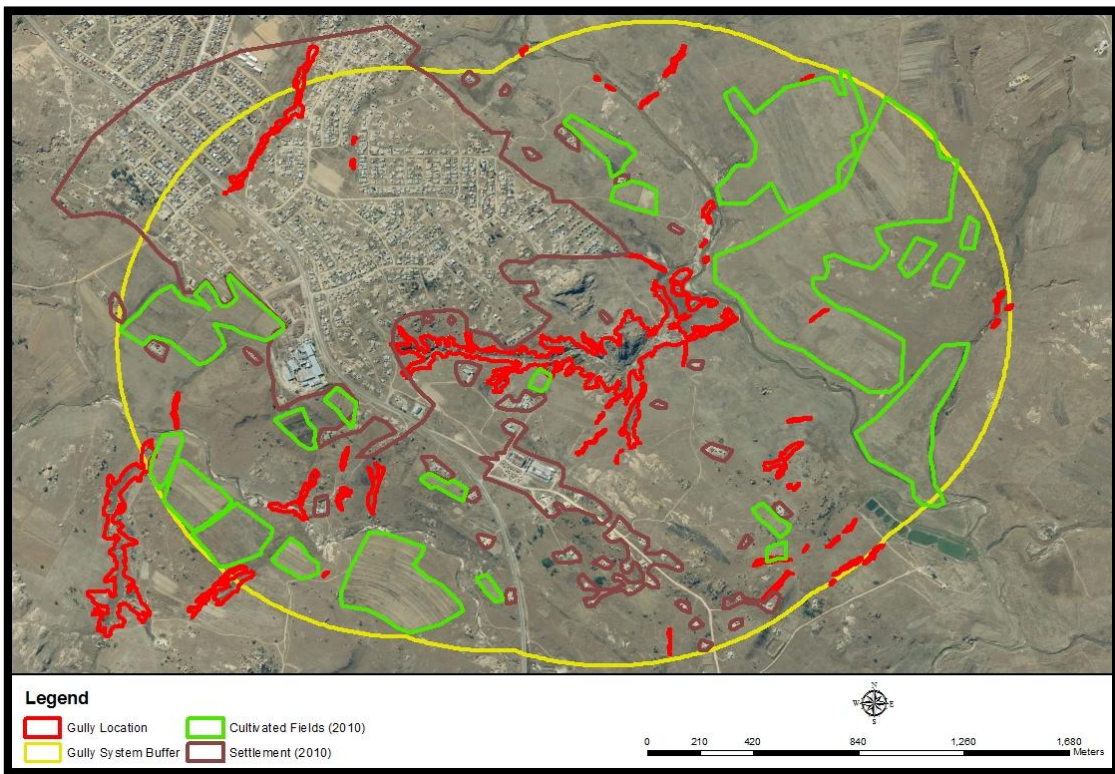 Legend
Gully Location
Cultivated Fields (2010)
Gully System Buffer
Settlement (2010)
N
W
E
S
0 210 420 840 1,260 1,680
Meters